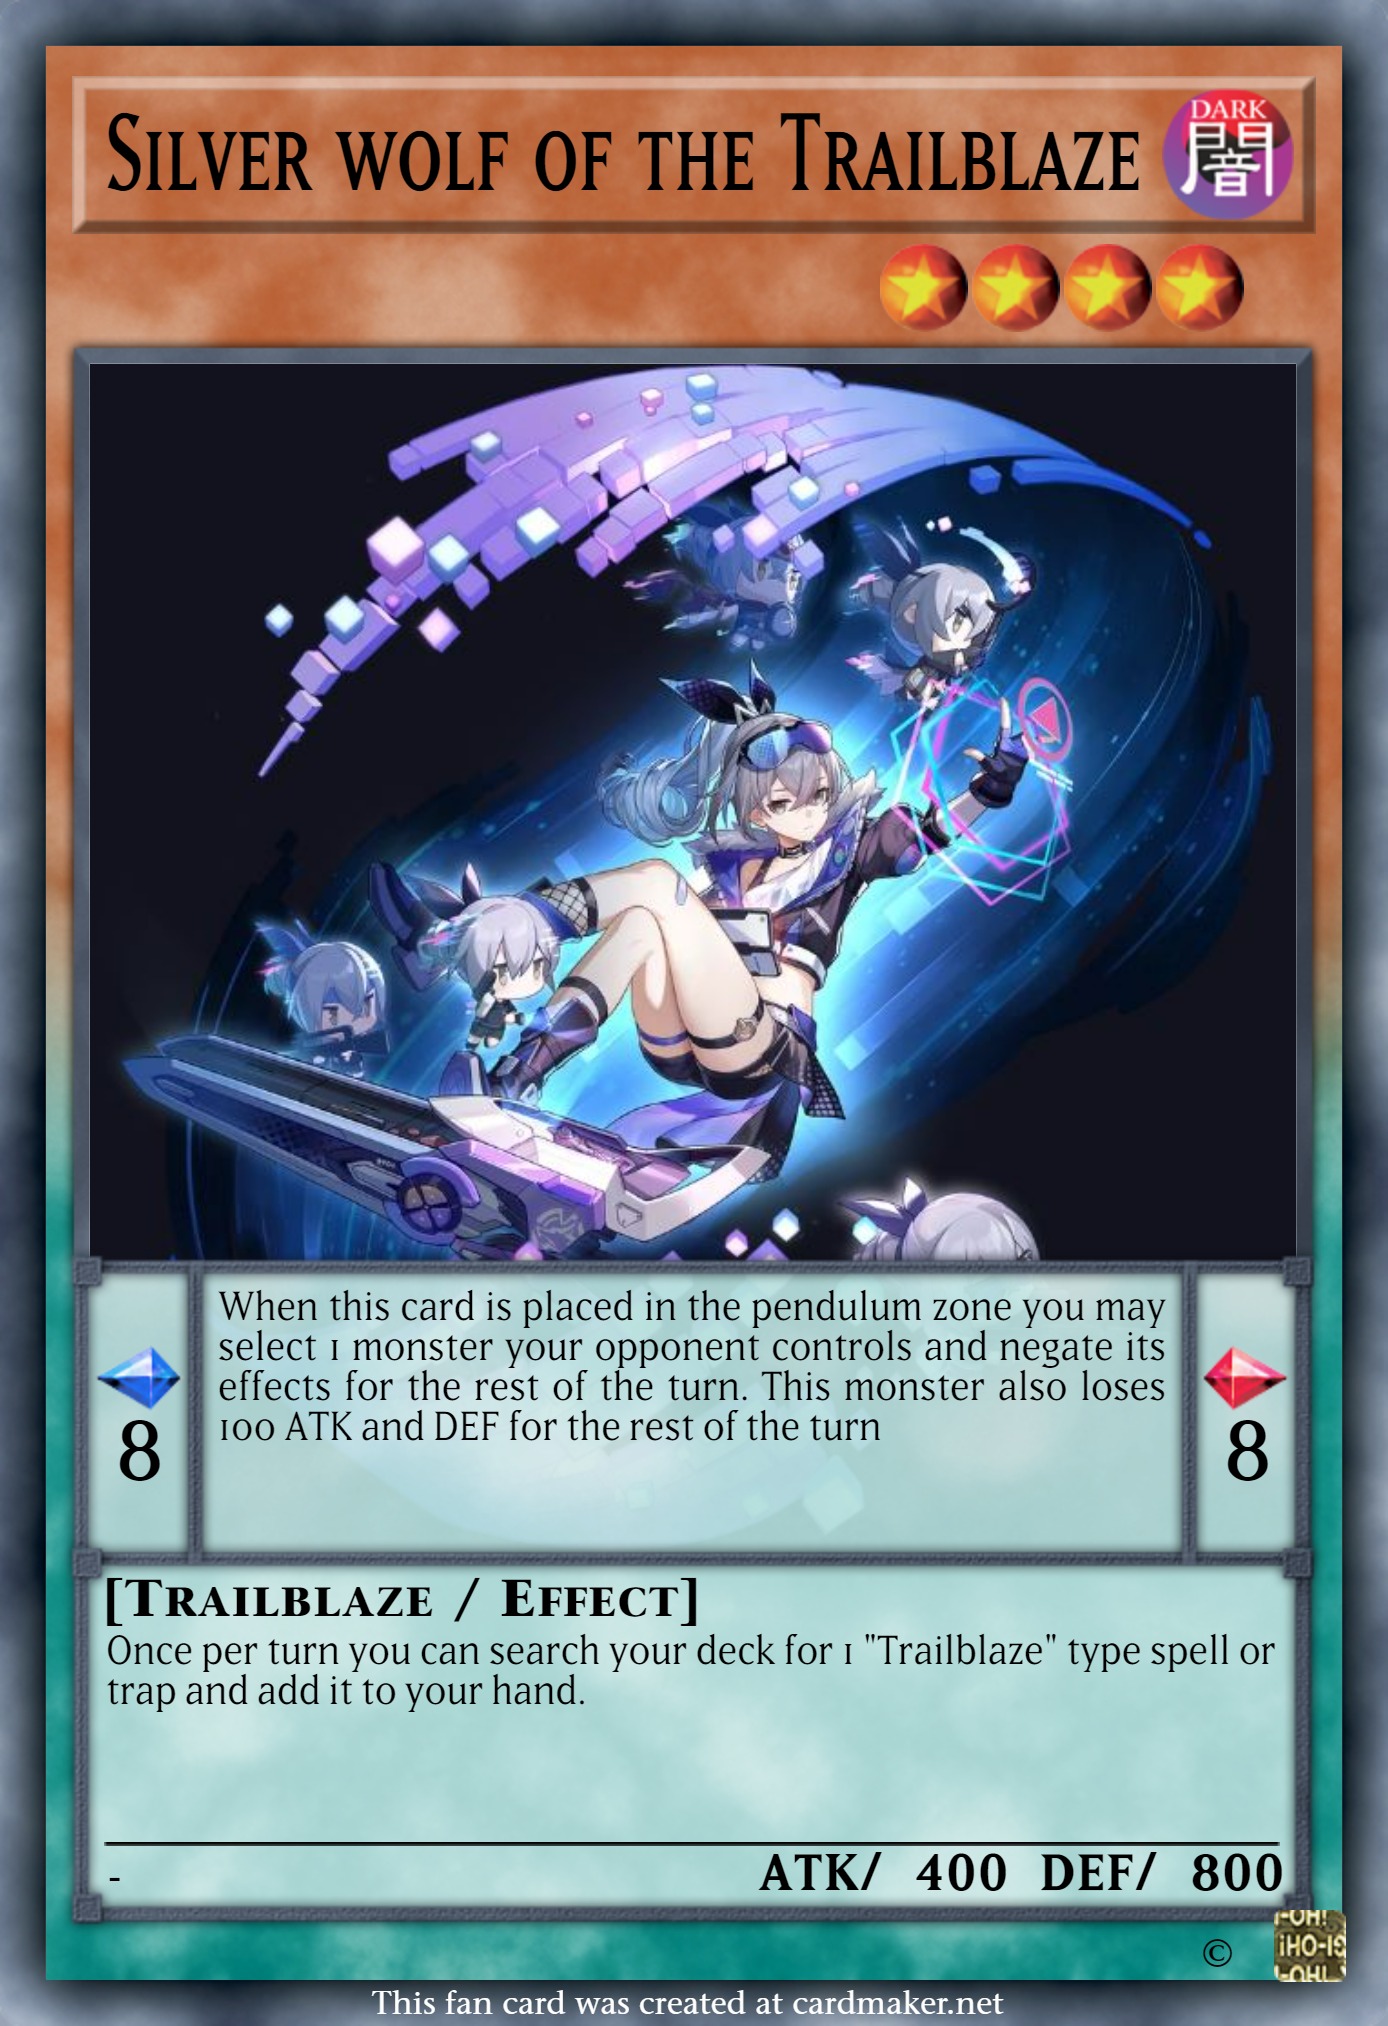 Silver wolf of the Trailblaze
DARK
闇
When this card is placed in the pendulum zone you may
select 1 monster your opponent controls and negate its
effects for the rest of the turn. This monster also loses
100 ATK and DEF for the rest of the turn
8
8
[Trailblaze / Effect]
Once per turn you can search your deck for 1 "Trailblaze" type spell or
trap and add it to your hand.
-
ATK/ 400 DEF/ 800
©
This fan card was created at cardmaker.net